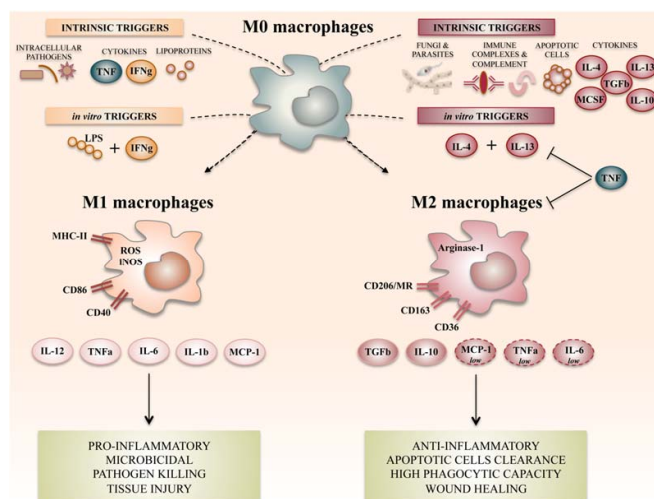 M0 macrophages
INTRINSIC TRIGGERS
INTRACELLULAR
PATHOGENS
CYTOKINES
LIPOPROTEINS
TNF
IFNg
in vitro TRIGGERS
LPS
+
IFNg
INTRINSIC TRIGGERS
FUNGI &
PARASITES
IMMUNE
COMPLEXES &
COMPLEMENT
APOPTOTIC
CELLS
CYTOKINES
IL-4
IL-13
TGFb
MCSF
IL-10
in vitro TRIGGERS
IL-4
+
IL-13
TNF
M1 macrophages
MHC-II
ROS
iNOS
CD86
CD40
IL-12
TNFa
IL-6
IL-1b
MCP-1
PRO-INFLAMMATORY
MICROBICIDAL
PATHOGEN KILLING
TISSUE INJURY
M2 macrophages
Arginase-1
CD206/MR
CD163
CD36
TGFb
IL-10
MCP-1
low
TNFa
low
IL-6
low
ANTI-INFLAMMATORY
APOPTOTIC CELLS CLEARANCE
HIGH PHAGOCYTIC CAPACITY
WOUND HEALING